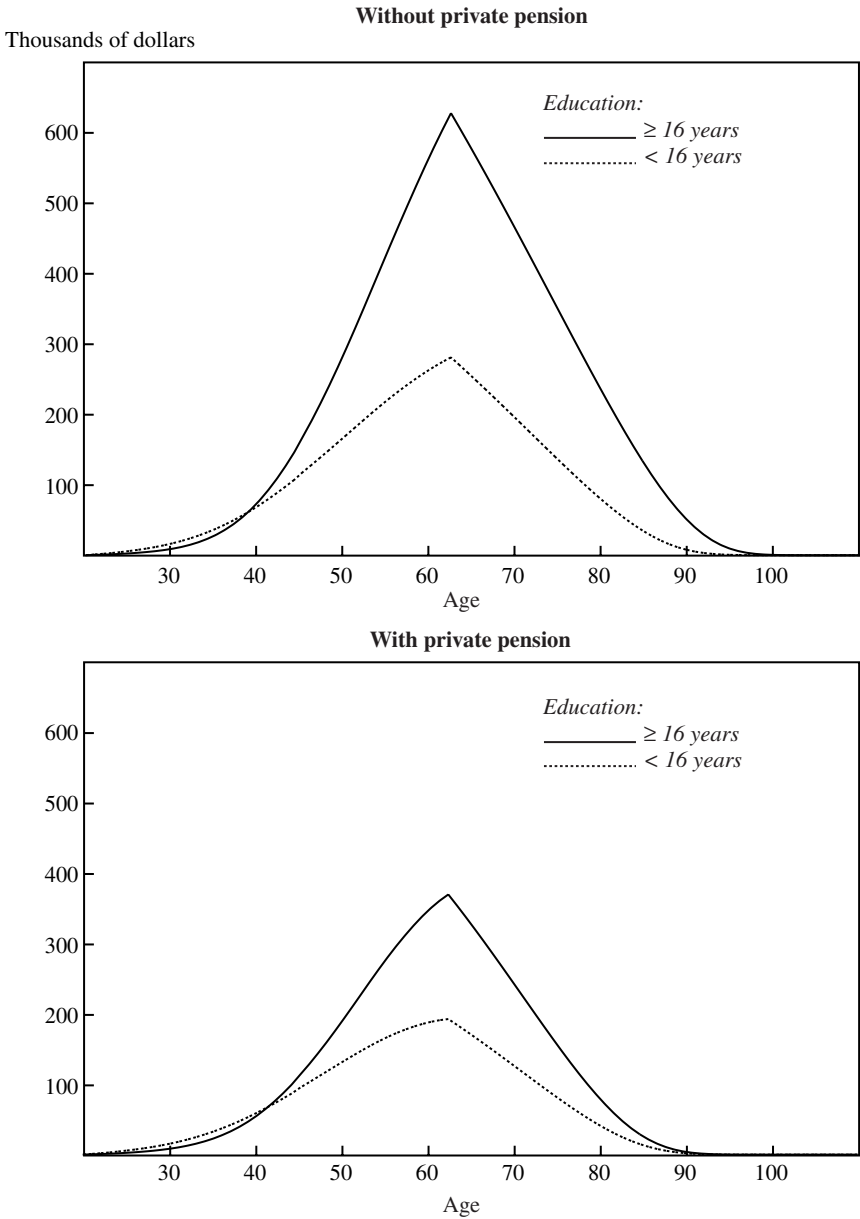 Without private pension
Thousands of dollars
Education:
≥ 16 years
< 16 years
600
500
400
300
200
100
30 40 50 60 70 80 90 100
Age
With private pension
Education:
≥ 16 years
< 16 years
600
500
400
300
200
100
30 40 50 60 70 80 90 100
Age